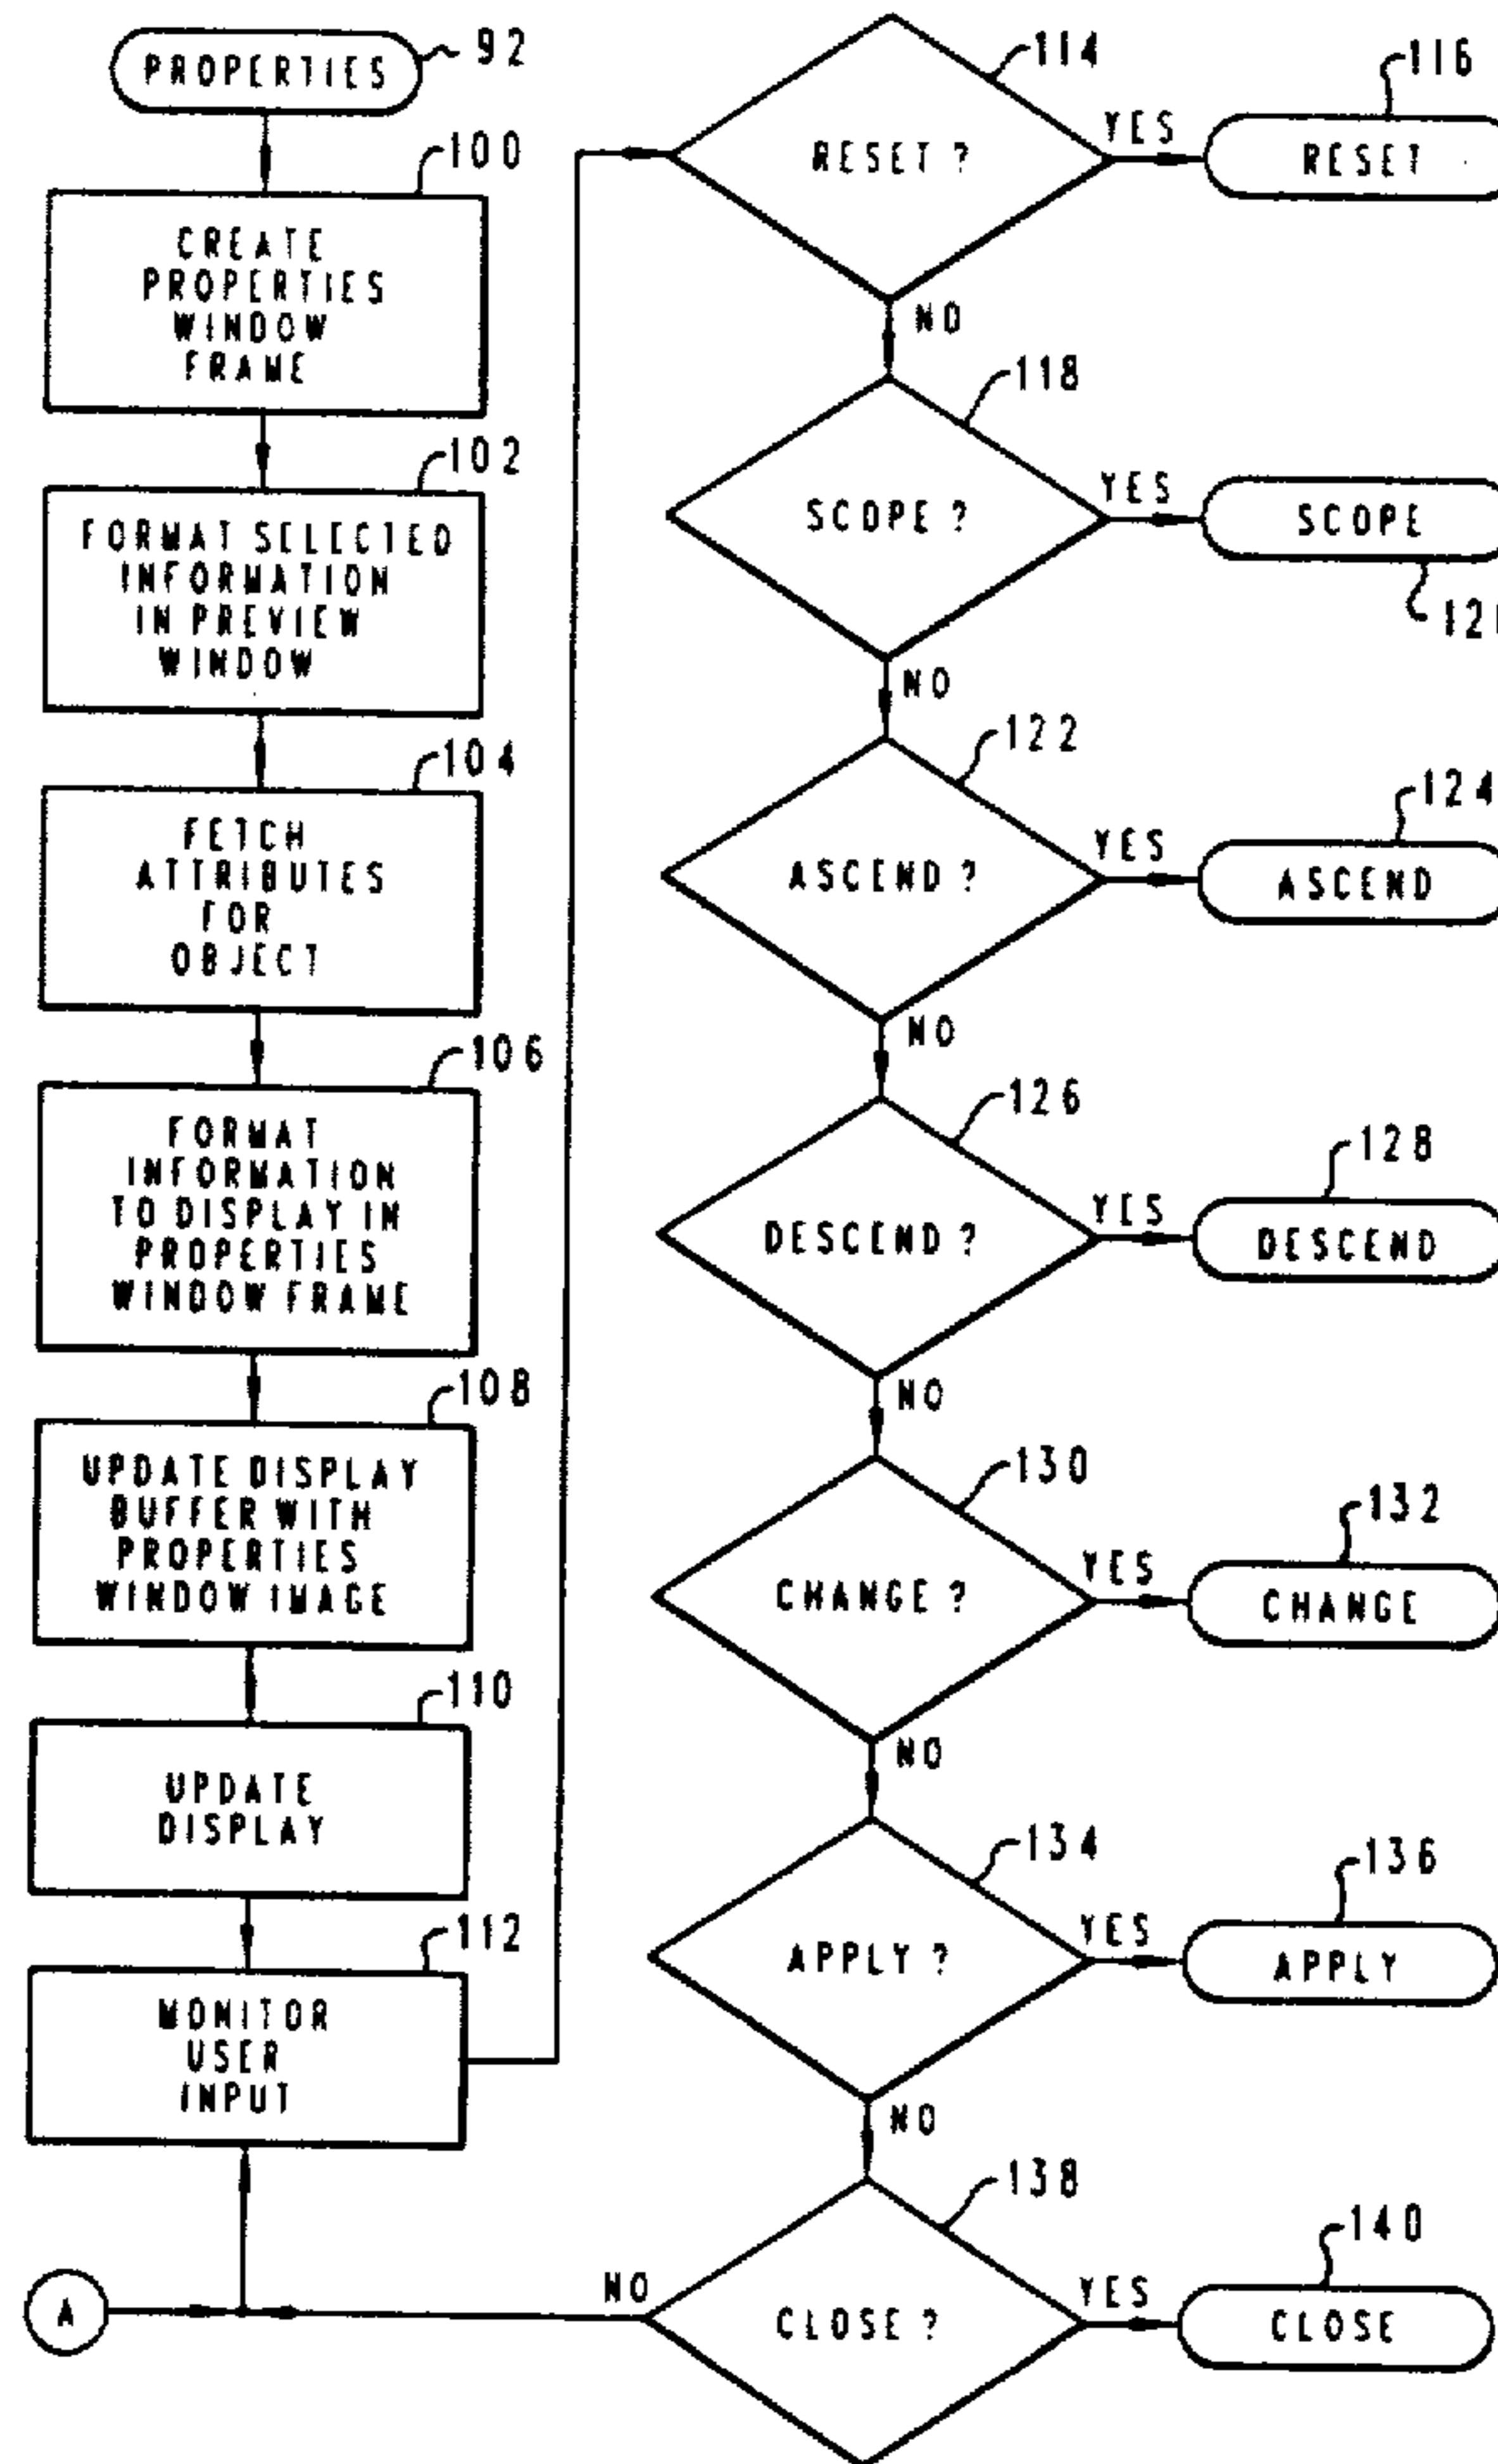 PROPERTIES
92
100
CREATE
PROPERTIES
WINDOW
FRAME
102
FORMAT SELECTED
INFORMATION
IN PREVIEW
WINDOW
104
FETCH
ATTRIBUTES
FOR
OBJECT
106
FORMAT
INFORMATION
TO DISPLAY IN
PROPERTIES
WINDOW FRAME
108
UPDATE DISPLAY
BUFFER WITH
PROPERTIES
WINDOW IMAGE
110
UPDATE
DISPLAY
112
MONITOR
USER
INPUT
A
114
RESET ?
YES
116
RESET
NO
118
SCOPE ?
YES
SCOPE
NO
122
ASCEND ?
YES
124
ASCEND
NO
126
DESCEND ?
YES
128
DESCEND
NO
130
CHANGE ?
YES
132
CHANGE
NO
134
APPLY ?
YES
136
APPLY
NO
138
CLOSE ?
NO
YES
140
CLOSE